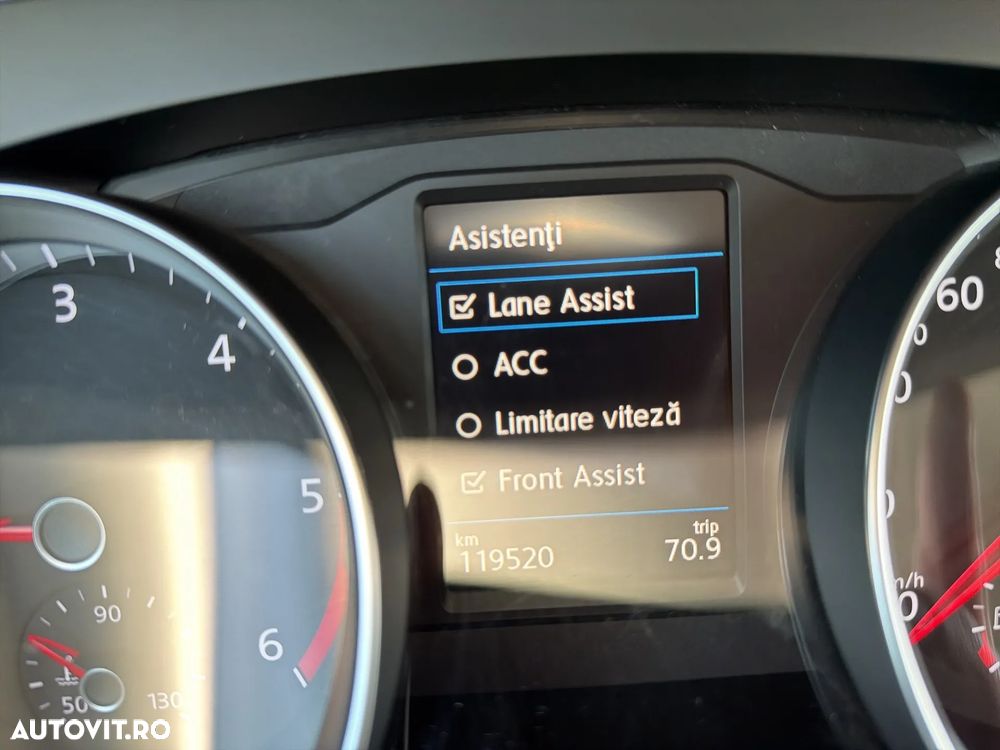 Asistenţi
Lane Assist
ACC
Limitare viteză
Front Assist
km
119520
trip
70.9
3
4
5
6
90
50
130
60
0
AUTOVIT.RO